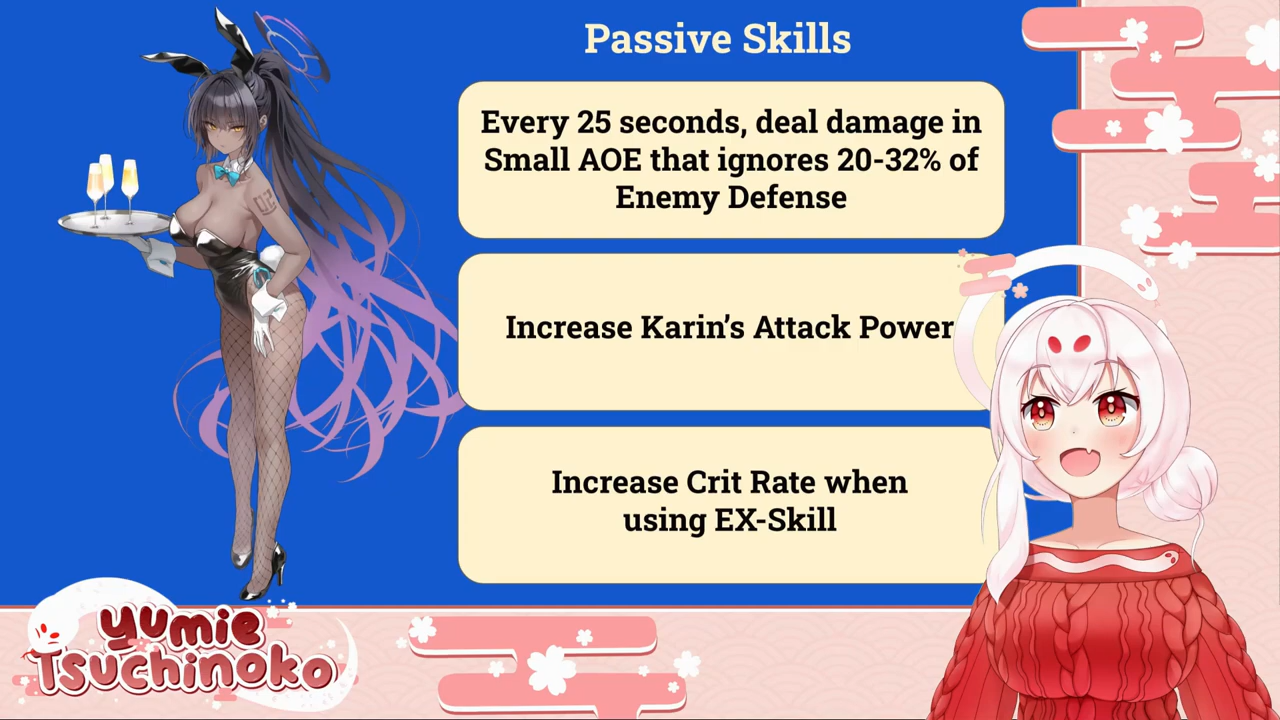 Passive Skills
Every 25 seconds, deal damage in
Small AOE that ignores 20-32% of
Enemy Defense
Increase Karin's Attack Power
Increase Crit Rate when
using EX-Skill
02
yumie
Tsuchinoko